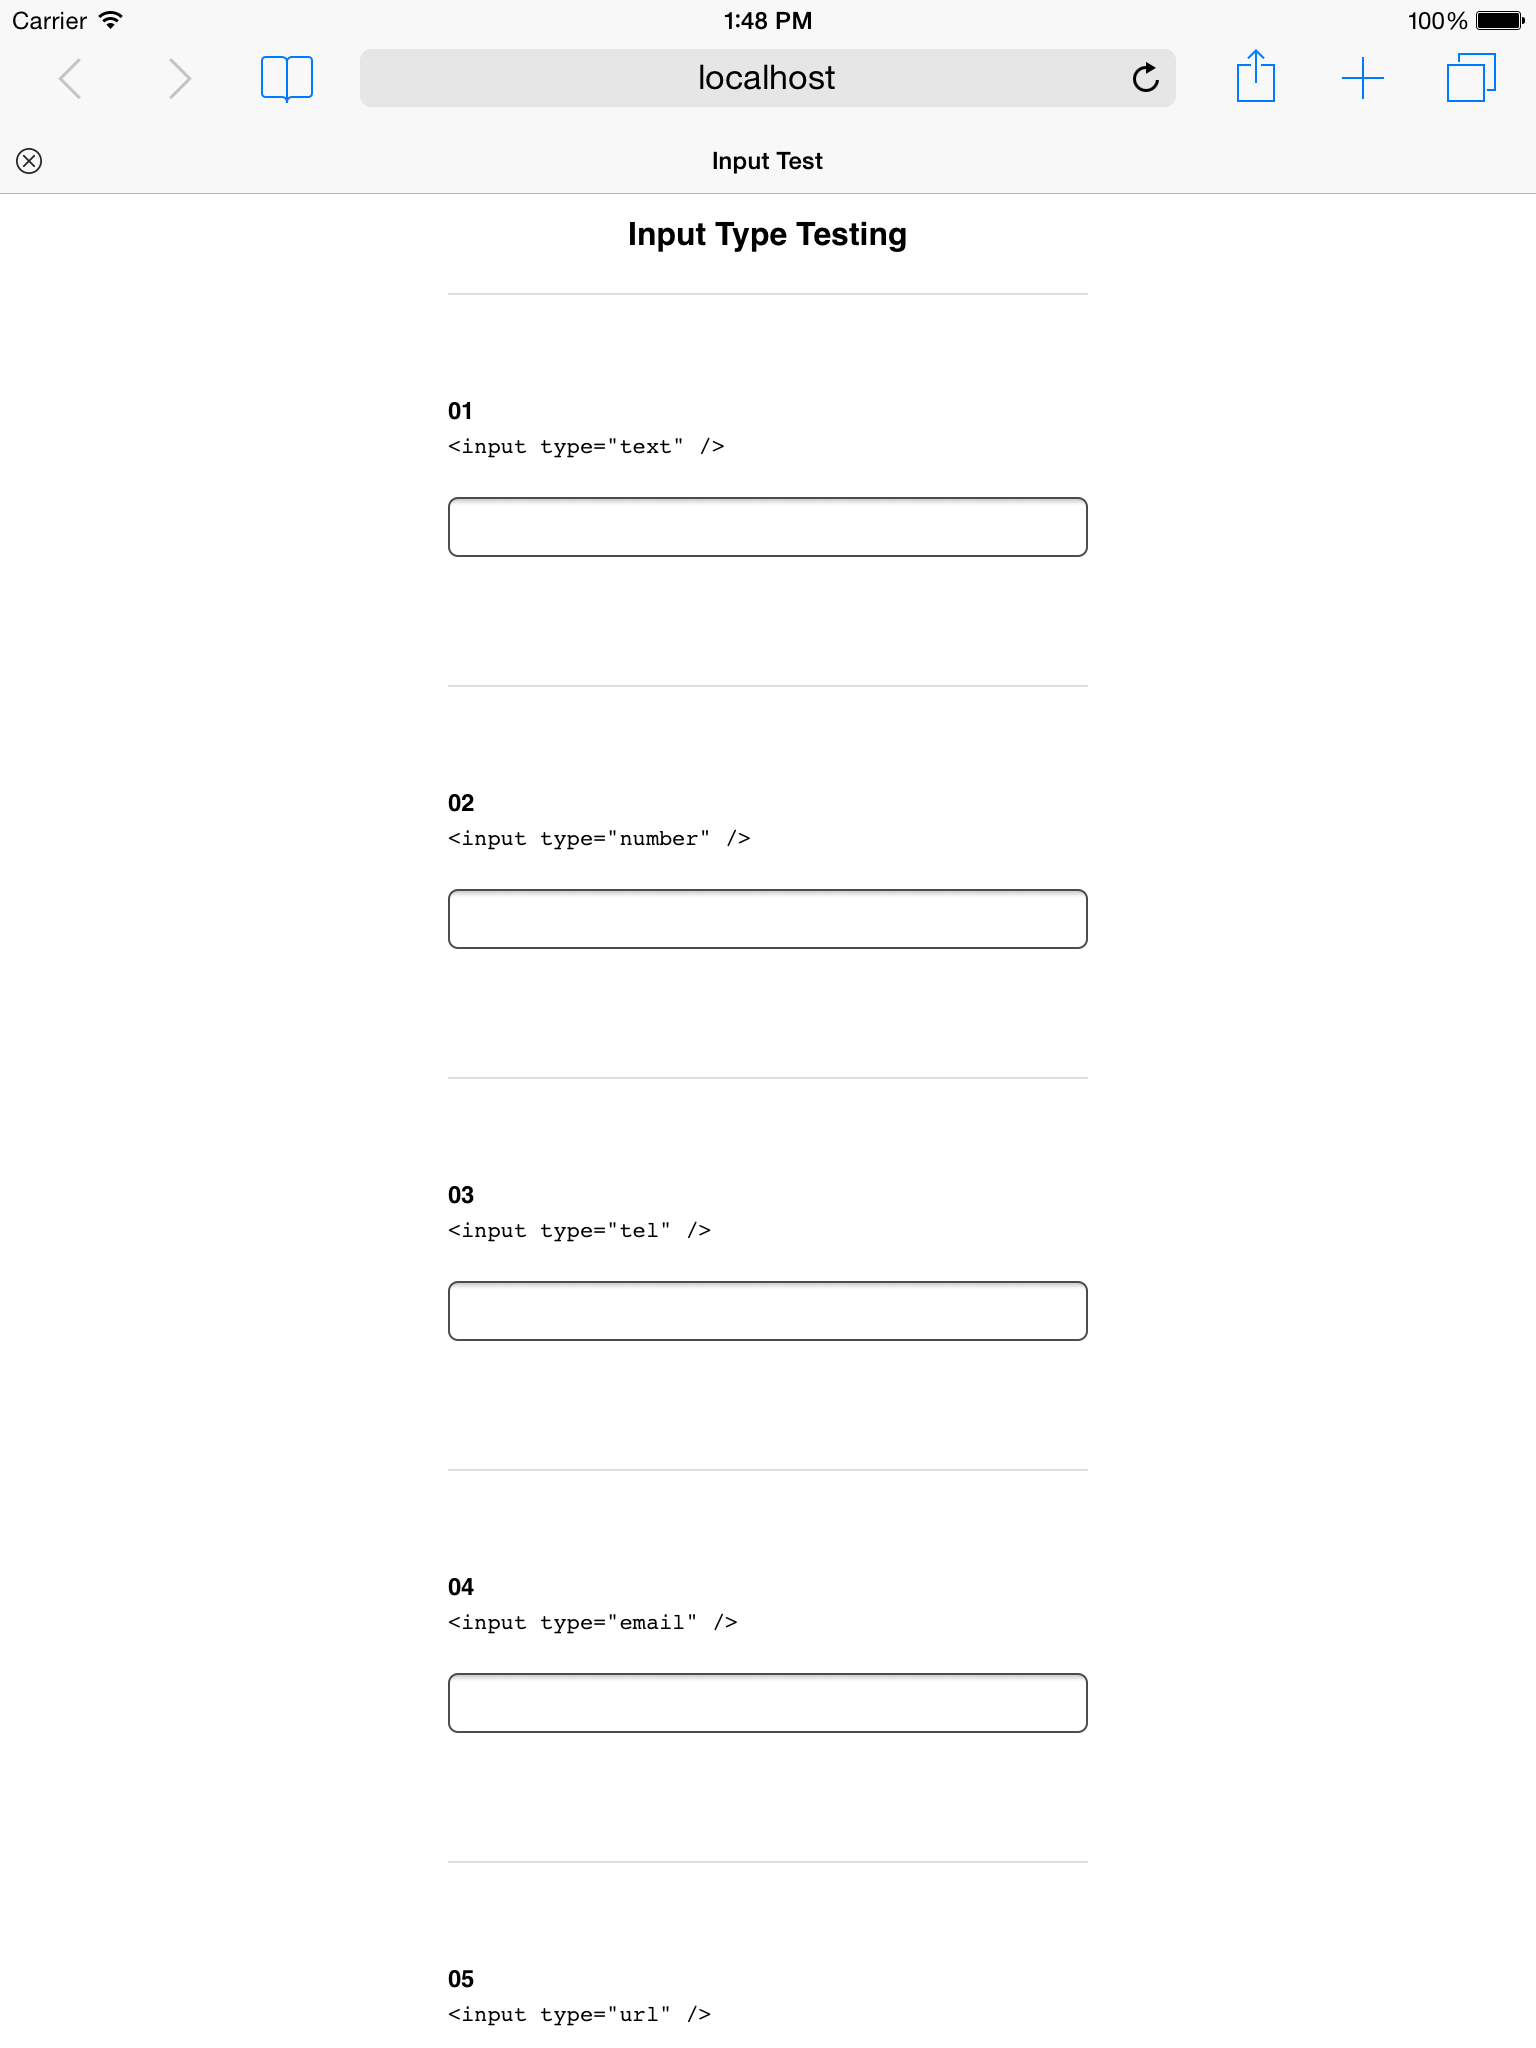 Carrier 1:48 PM 100%
localhost
Input Test
Input Type Testing
01
<input type="text" />
02
<input type="number" />
03
<input type="tel" />
04
<input type="email" />
05
<input type="url" />